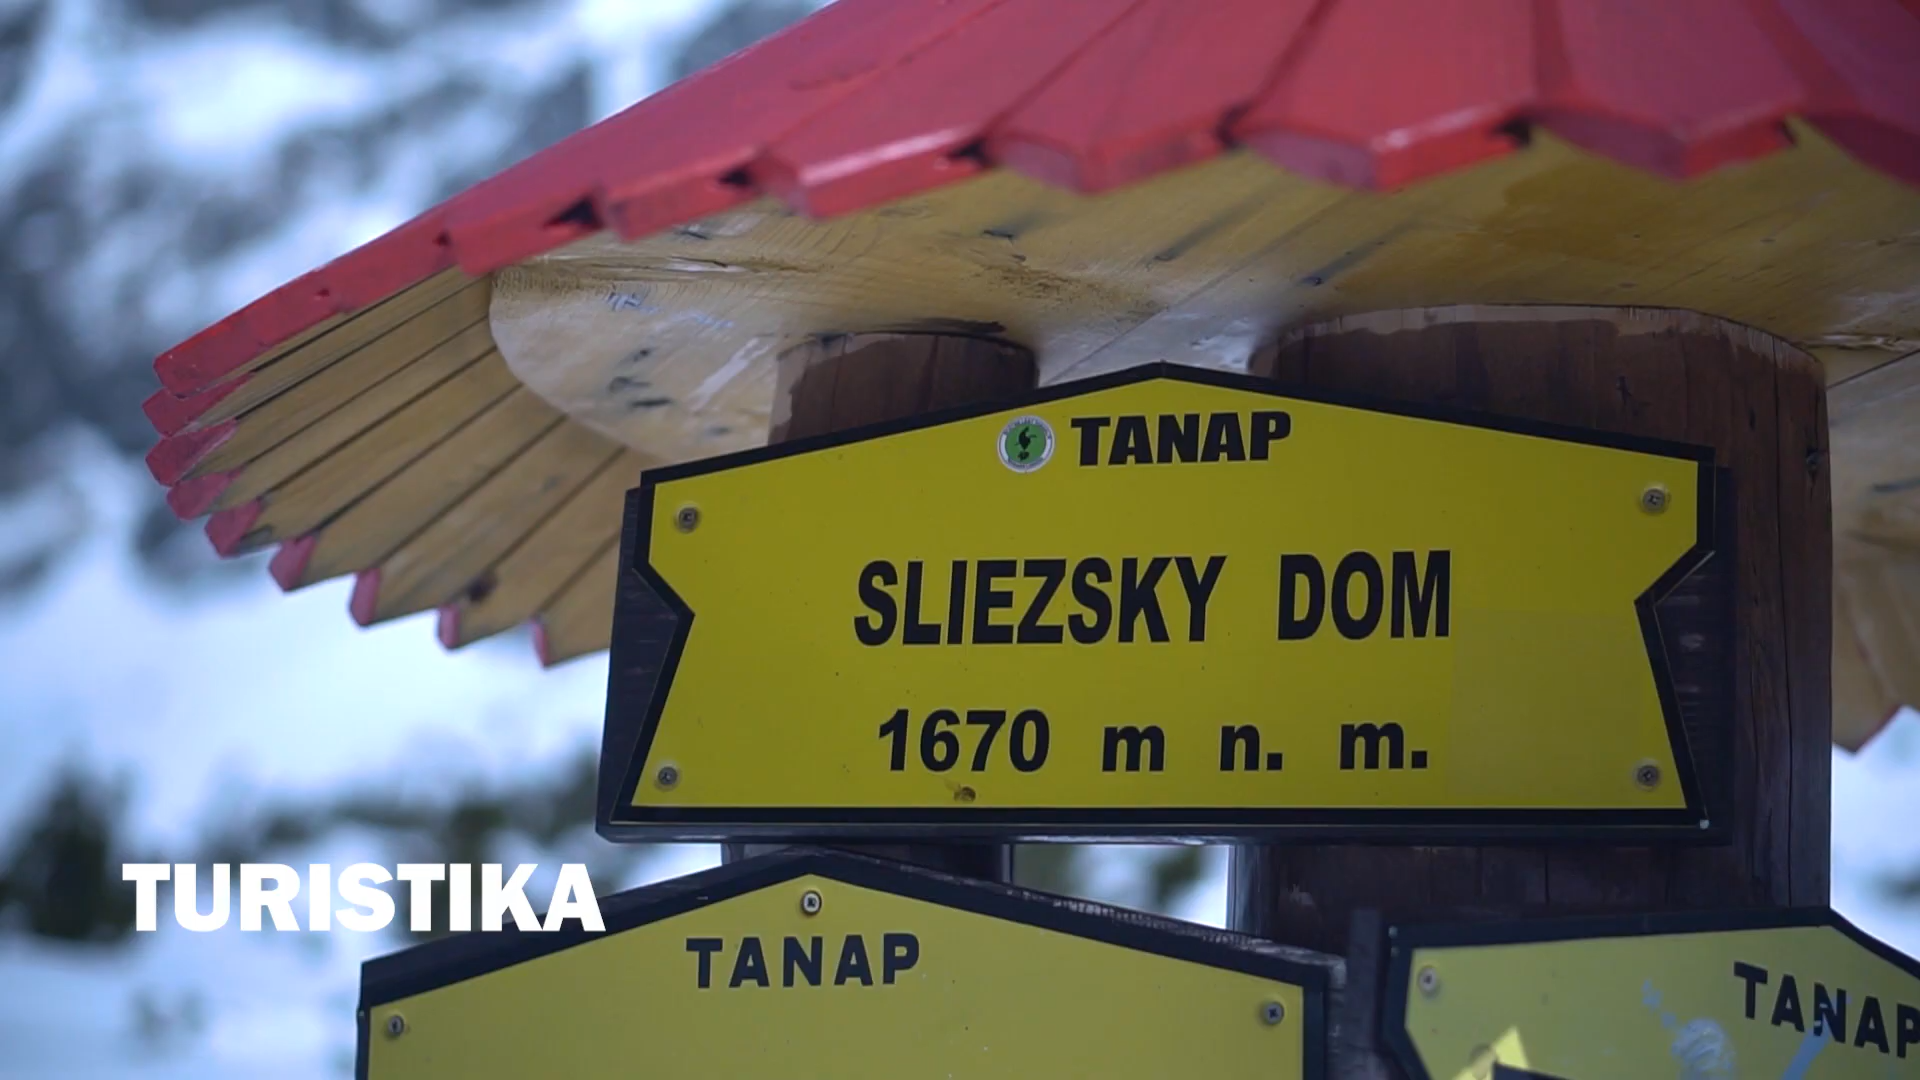 TANAP
SLIEZSKY DOM
1670 m n. m.
TURISTIKA
TANAP
TANAP